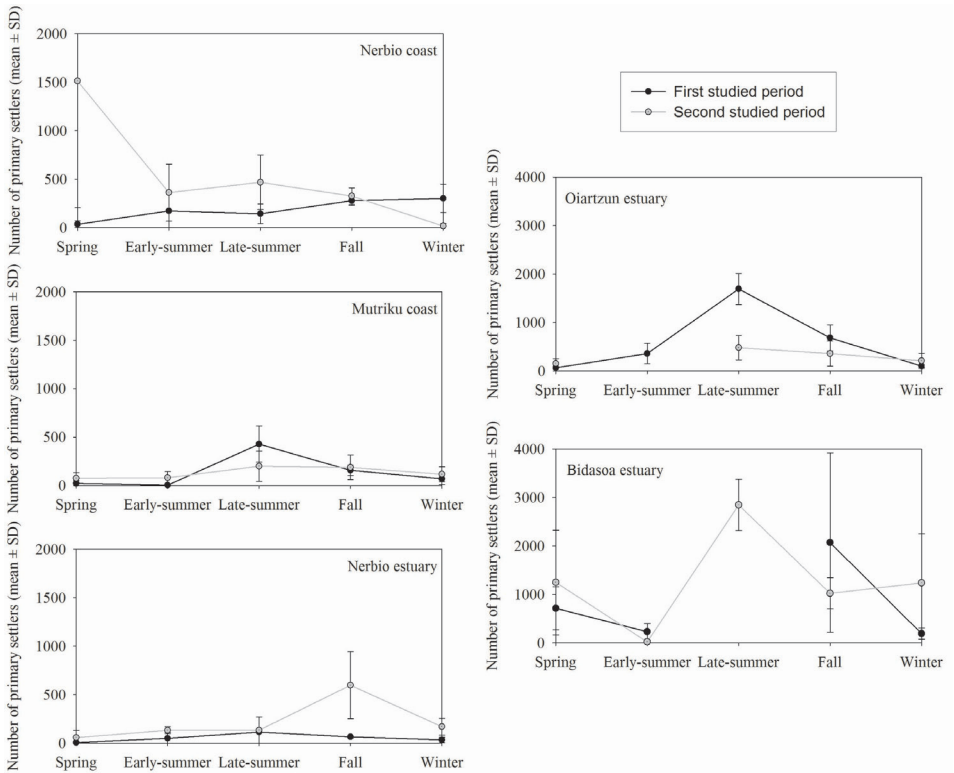 Number of primary settlers (mean ± SD)
2000
1500
1000
500
0
Nerbio coast
Spring Early-summer Late-summer Fall Winter
Number of primary settlers (mean ± SD)
2000
1500
1000
500
0
Mutriku coast
Spring Early-summer Late-summer Fall Winter
Number of primary settlers (mean ± SD)
2000
1500
1000
500
0
Nerbio estuary
Spring Early-summer Late-summer Fall Winter
First studied period
Second studied period
Number of primary settlers (mean ± SD)
4000
3000
2000
1000
0
Oiartzun estuary
Spring Early-summer Late-summer Fall Winter
Number of primary settlers (mean ± SD)
4000
3000
2000
1000
0
Bidasoa estuary
Spring Early-summer Late-summer Fall Winter